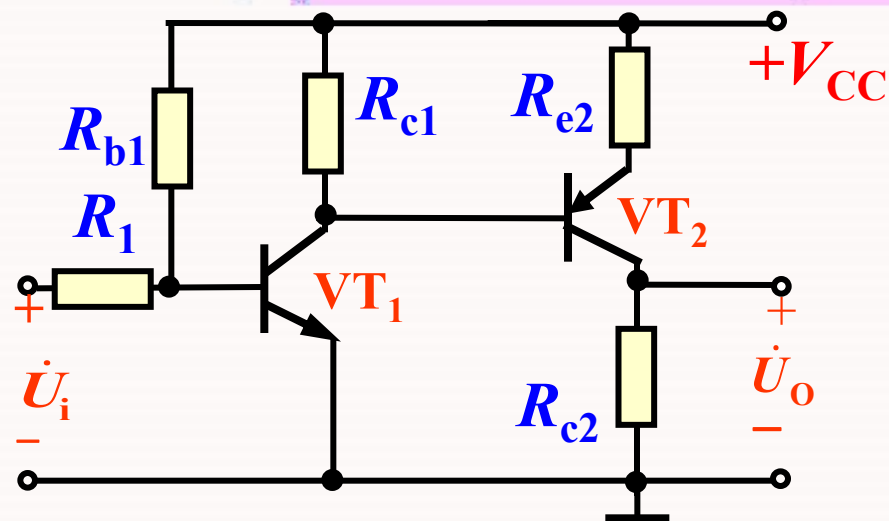 +V_CC
R_b1
R_c1
R_e2
R_1
VT_1
VT_2
+
U̇_i
−
R_c2
+
U̇_O
−